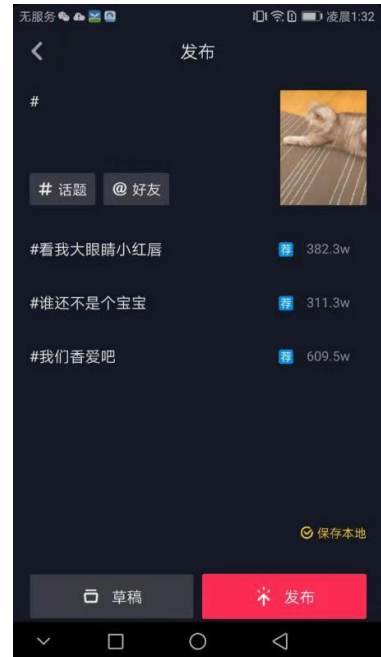 无服务 凌晨1:32
发布
#
# 话题 @ 好友
#看我大眼睛小红唇 荐 382.3w
#谁还不是个宝宝 荐 311.3w
#我们香爱吧 荐 609.5w
保存本地
草稿 发布